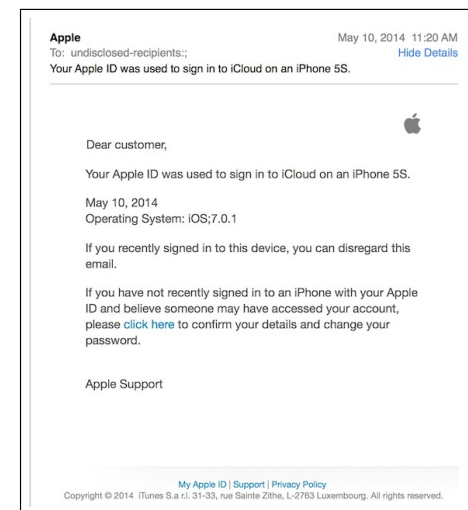 Apple May 10, 2014 11:20 AM
To: undisclosed-recipients:; Hide Details
Your Apple ID was used to sign in to iCloud on an iPhone 5S.
Dear customer,
Your Apple ID was used to sign in to iCloud on an iPhone 5S.
May 10, 2014
Operating System: iOS;7.0.1
If you recently signed in to this device, you can disregard this
email.
If you have not recently signed in to an iPhone with your Apple
ID and believe someone may have accessed your account,
please click here to confirm your details and change your
password.
Apple Support
My Apple ID | Support | Privacy Policy
Copyright © 2014 iTunes S.a r.l. 31-33, rue Sainte Zithe, L-2763 Luxembourg. All rights reserved.